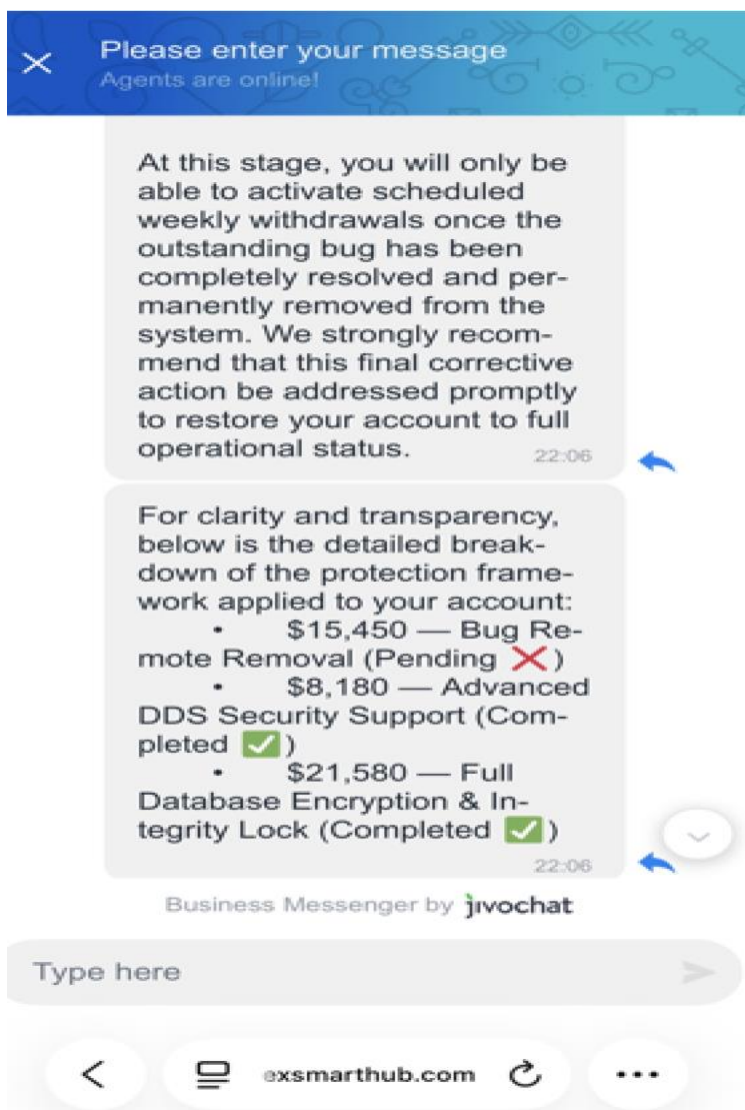 Please enter your message
Agents are online!
At this stage, you will only be
able to activate scheduled
weekly withdrawals once the
outstanding bug has been
completely resolved and per-
manently removed from the
system. We strongly recom-
mend that this final corrective
action be addressed promptly
to restore your account to full
operational status.
22:06
For clarity and transparency,
below is the detailed break-
down of the protection frame-
work applied to your account:
• $15,450 — Bug Re-
mote Removal (Pending ❌)
• $8,180 — Advanced
DDS Security Support (Com-
pleted ✅)
• $21,580 — Full
Database Encryption & In-
tegrity Lock (Completed ✅)
22:06
Business Messenger by jivochat
Type here
exsmarthub.com